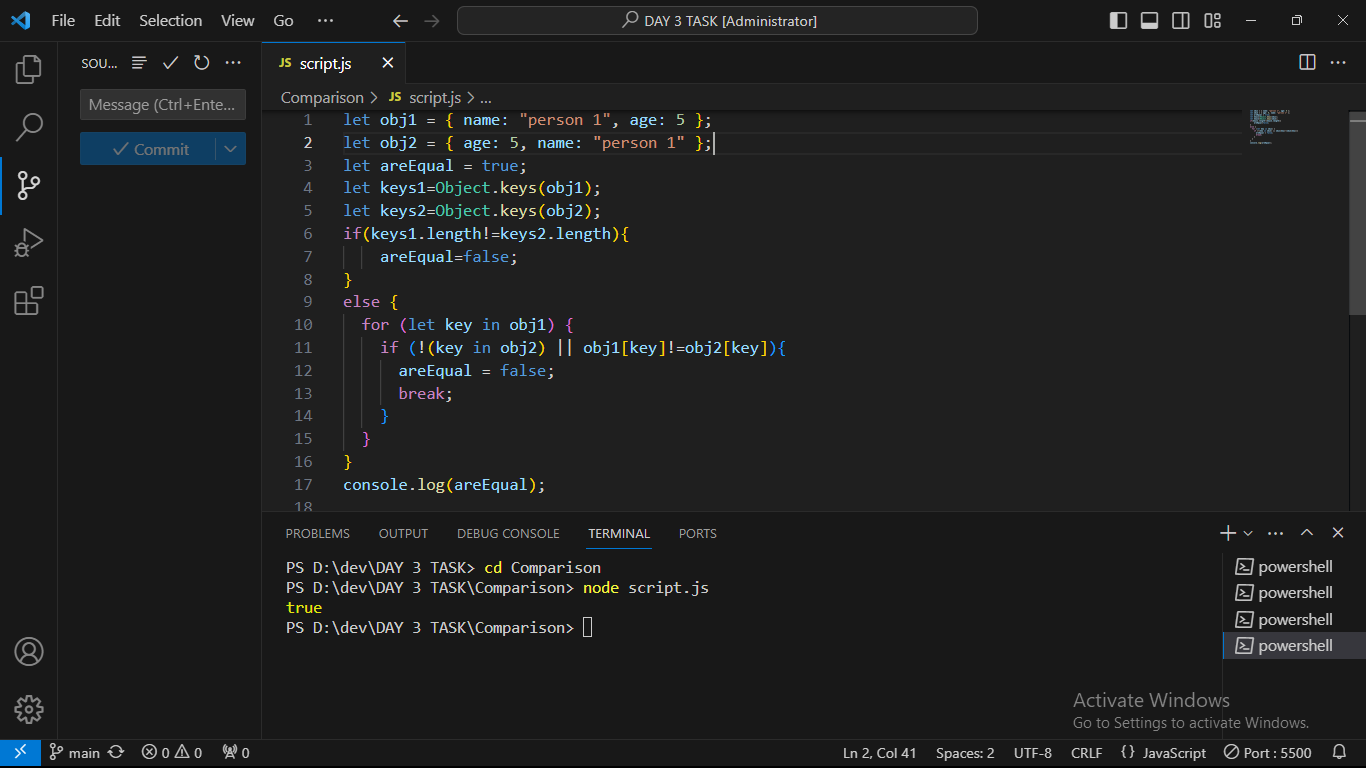 File Edit Selection View Go ··· DAY 3 TASK [Administrator]
SOU... ···
Message (Ctrl+Ente...
Commit
JS script.js
Comparison > JS script.js > ...
1 let obj1 = { name: "person 1", age: 5 };
2 let obj2 = { age: 5, name: "person 1" };
3 let areEqual = true;
4 let keys1=Object.keys(obj1);
5 let keys2=Object.keys(obj2);
6 if(keys1.length!=keys2.length){
7 areEqual=false;
8 }
9 else {
10 for (let key in obj1) {
11 if (!(key in obj2) || obj1[key]!=obj2[key]){
12 areEqual = false;
13 break;
14 }
15 }
16 }
17 console.log(areEqual);
18
PROBLEMS OUTPUT DEBUG CONSOLE TERMINAL PORTS
PS D:\dev\DAY 3 TASK> cd Comparison
PS D:\dev\DAY 3 TASK\Comparison> node script.js
true
PS D:\dev\DAY 3 TASK\Comparison>
powershell
powershell
powershell
powershell
Activate Windows
Go to Settings to activate Windows.
main 0 0 0 Ln 2, Col 41 Spaces: 2 UTF-8 CRLF {} JavaScript Port : 5500